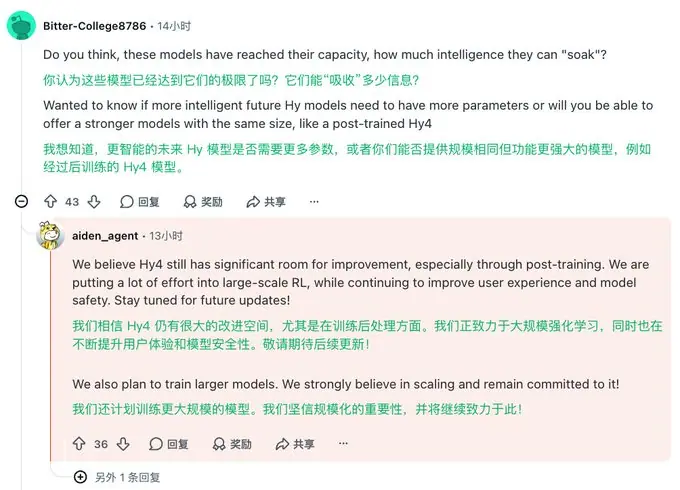 Bitter-College8786 • 14小时
Do you think, these models have reached their capacity, how much intelligence they can "soak"?
你认为这些模型已经达到它们的极限了吗？它们能“吸收”多少信息？
Wanted to know if more intelligent future Hy models need to have more parameters or will you be able to
offer a stronger models with the same size, like a post-trained Hy4
我想知道，更智能的未来 Hy 模型是否需要更多参数，或者你们能否提供规模相同但功能更强大的模型，例如
经过后训练的 Hy4 模型。
43 回复 奖励 共享 ...
aiden_agent • 13小时
We believe Hy4 still has significant room for improvement, especially through post-training. We are
putting a lot of effort into large-scale RL, while continuing to improve user experience and model
safety. Stay tuned for future updates!
我们相信 Hy4 仍有很大的改进空间，尤其是在训练后处理方面。我们正致力于大规模强化学习，同时也在
不断提升用户体验和模型安全性。敬请期待后续更新！
We also plan to train larger models. We strongly believe in scaling and remain committed to it!
我们还计划训练更大规模的模型。我们坚信规模化的重要性，并将继续致力于此！
36 回复 奖励 共享 ...
另外 1 条回复